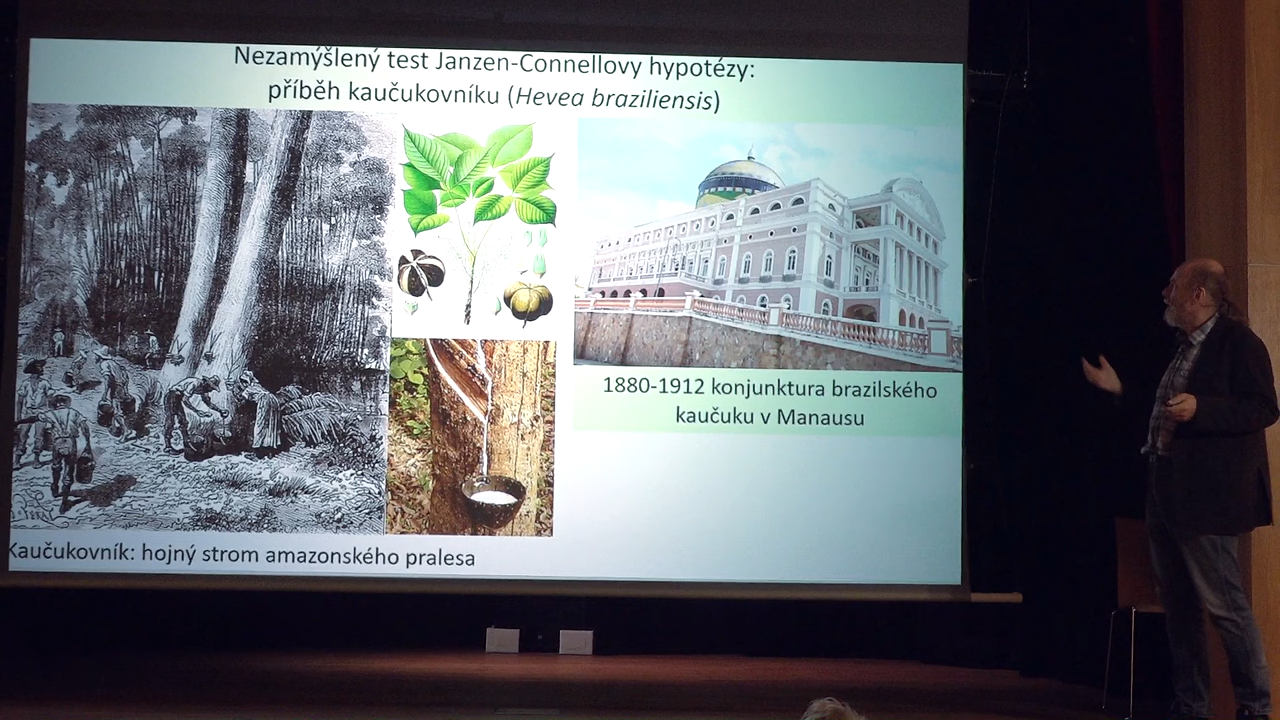 Nezamýšlený test Janzen-Connellovy hypotézy:
příběh kaučukovníku (Hevea braziliensis)
1880-1912 konjunktura brazilského
kaučuku v Manausu
Kaučukovník: hojný strom amazonského pralesa